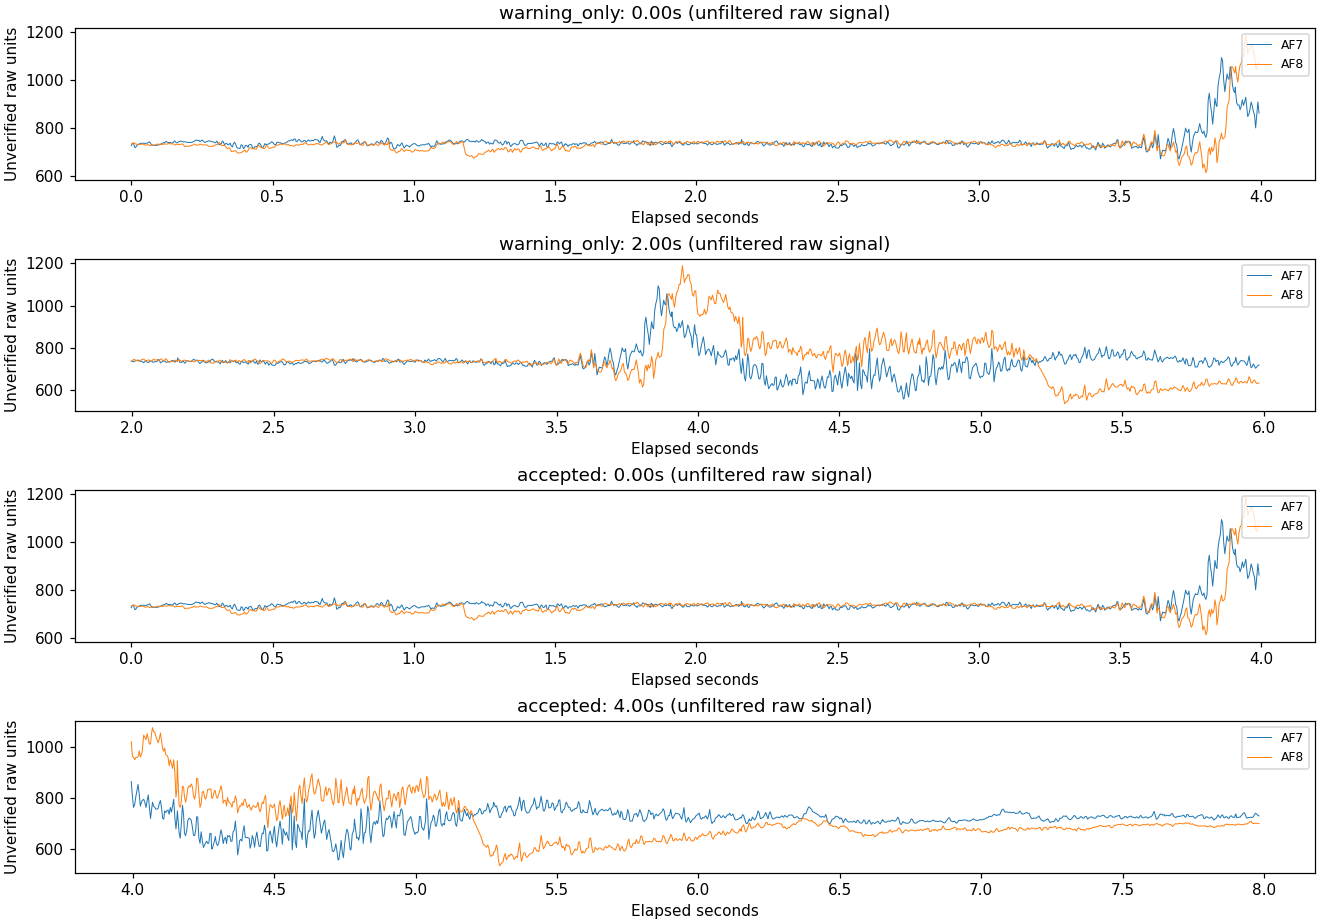 warning_only: 0.00s (unfiltered raw signal)
Unverified raw units
1200
1000
800
600
AF7
AF8
0.0 0.5 1.0 1.5 2.0 2.5 3.0 3.5 4.0
Elapsed seconds
warning_only: 2.00s (unfiltered raw signal)
Unverified raw units
1200
1000
800
600
AF7
AF8
2.0 2.5 3.0 3.5 4.0 4.5 5.0 5.5 6.0
Elapsed seconds
accepted: 0.00s (unfiltered raw signal)
Unverified raw units
1200
1000
800
600
AF7
AF8
0.0 0.5 1.0 1.5 2.0 2.5 3.0 3.5 4.0
Elapsed seconds
accepted: 4.00s (unfiltered raw signal)
Unverified raw units
1000
800
600
AF7
AF8
4.0 4.5 5.0 5.5 6.0 6.5 7.0 7.5 8.0
Elapsed seconds